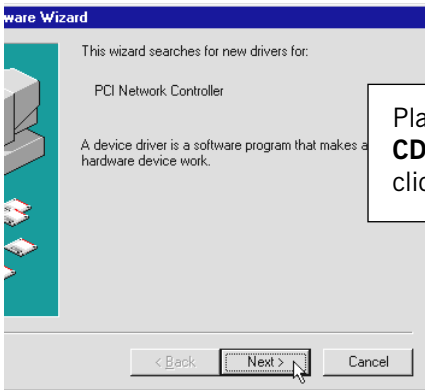 ware Wizard
This wizard searches for new drivers for:
PCI Network Controller
A device driver is a software program that makes a
hardware device work.
Pla
CD
clic
< Back
Next >
Cancel